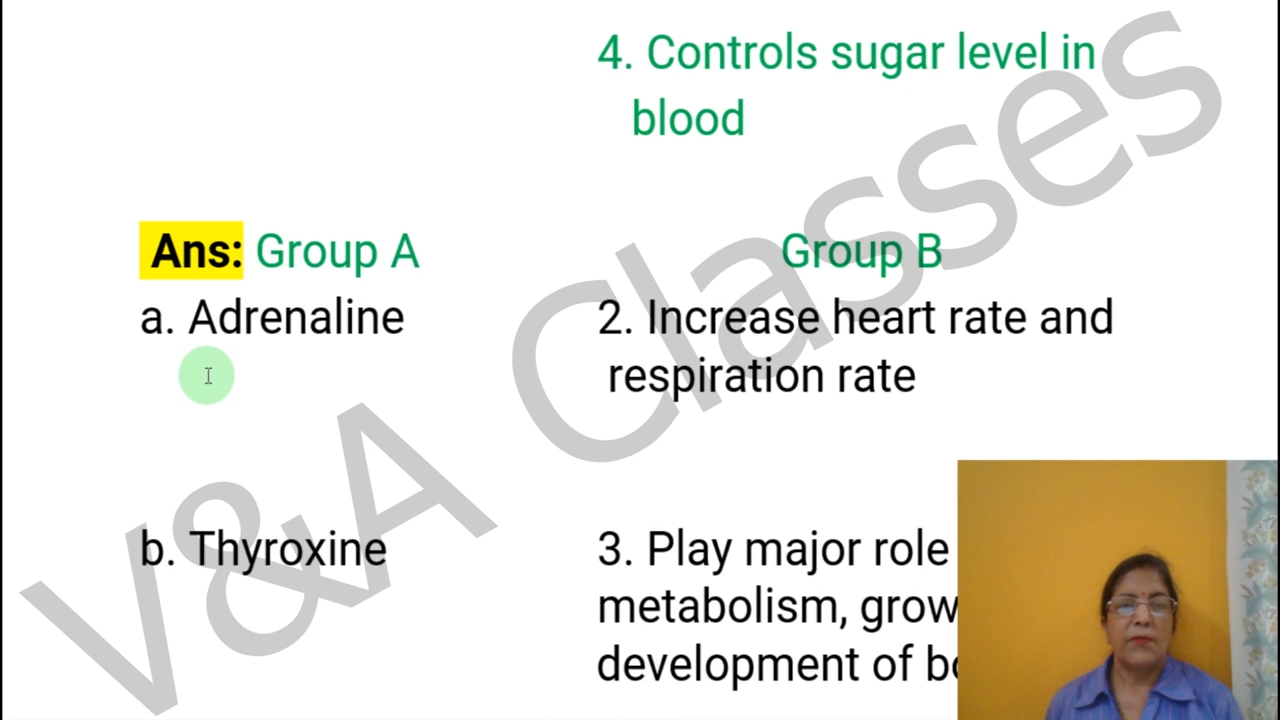 4. Controls sugar level in
blood
Ans: Group A Group B
a. Adrenaline 2. Increase heart rate and
respiration rate
b. Thyroxine 3. Play major role
metabolism, grow
development of bo
V&A Classes